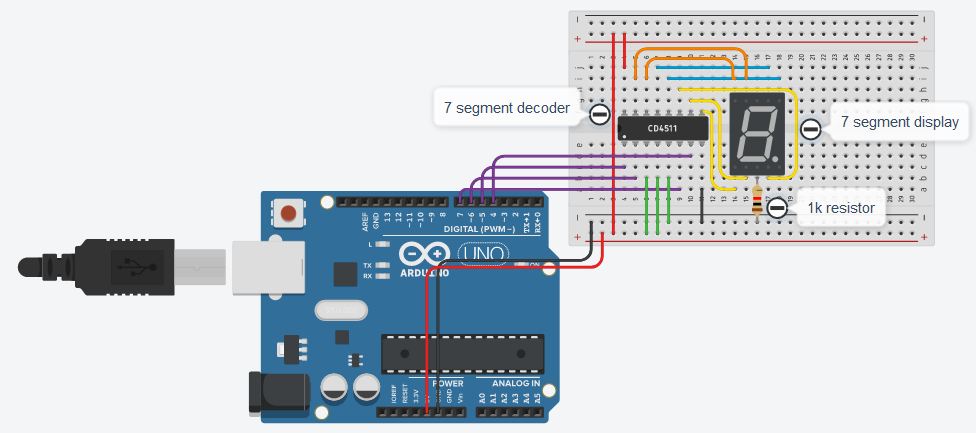 7 segment decoder
CD4511
7 segment display
1k resistor
AREF
GND
13
12
~11
~10
~9
8
7
~6
~5
4
~3
2
TX→1
RX←0
DIGITAL (PWM~)
L
TX
RX
UNO
ARDUINO
IOREF
RESET
3.3V
GND
Vin
POWER
ANALOG IN
A0
A1
A2
A3
A4
A5